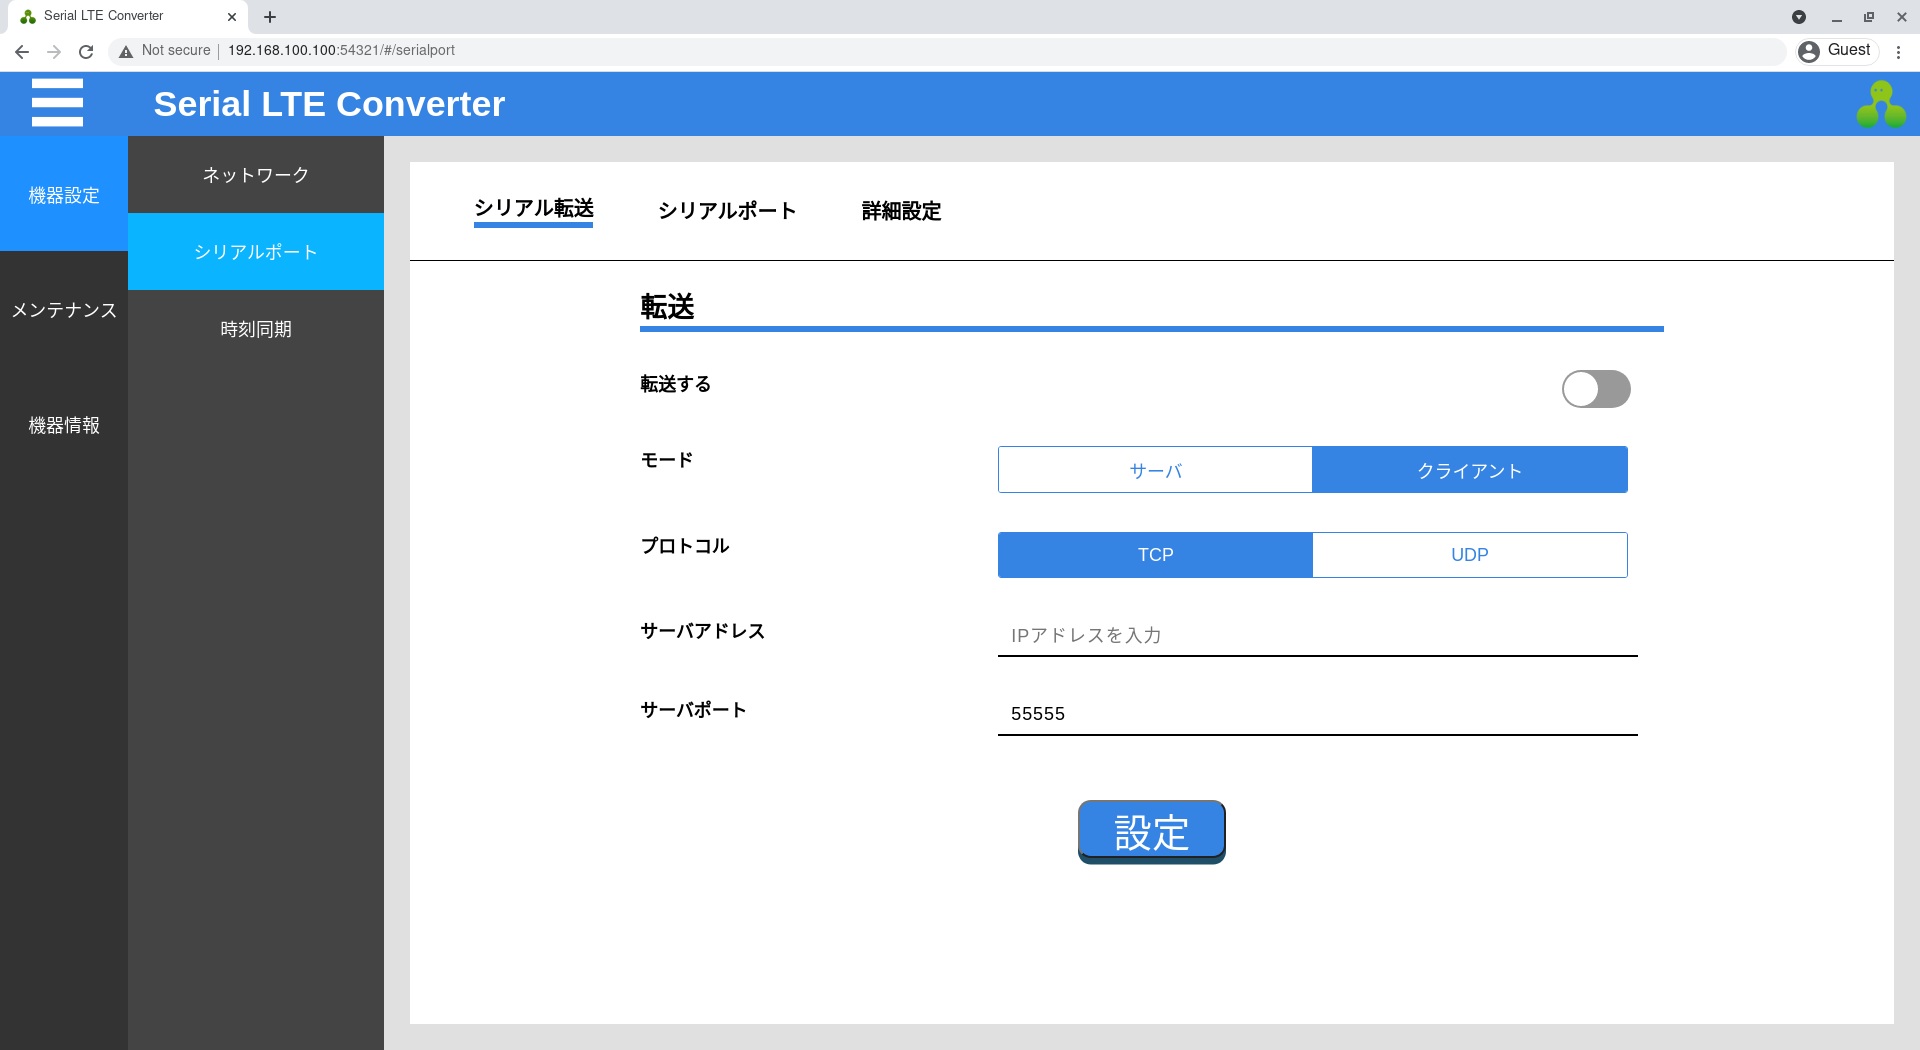 Serial LTE Converter
Not secure 192.168.100.100:54321/#/serialport
Guest
Serial LTE Converter
機器設定
メンテナンス
機器情報
ネットワーク
シリアルポート
時刻同期
シリアル転送 シリアルポート 詳細設定
転送
転送する
モード サーバ クライアント
プロトコル TCP UDP
サーバアドレス IPアドレスを入力
サーバポート 55555
設定